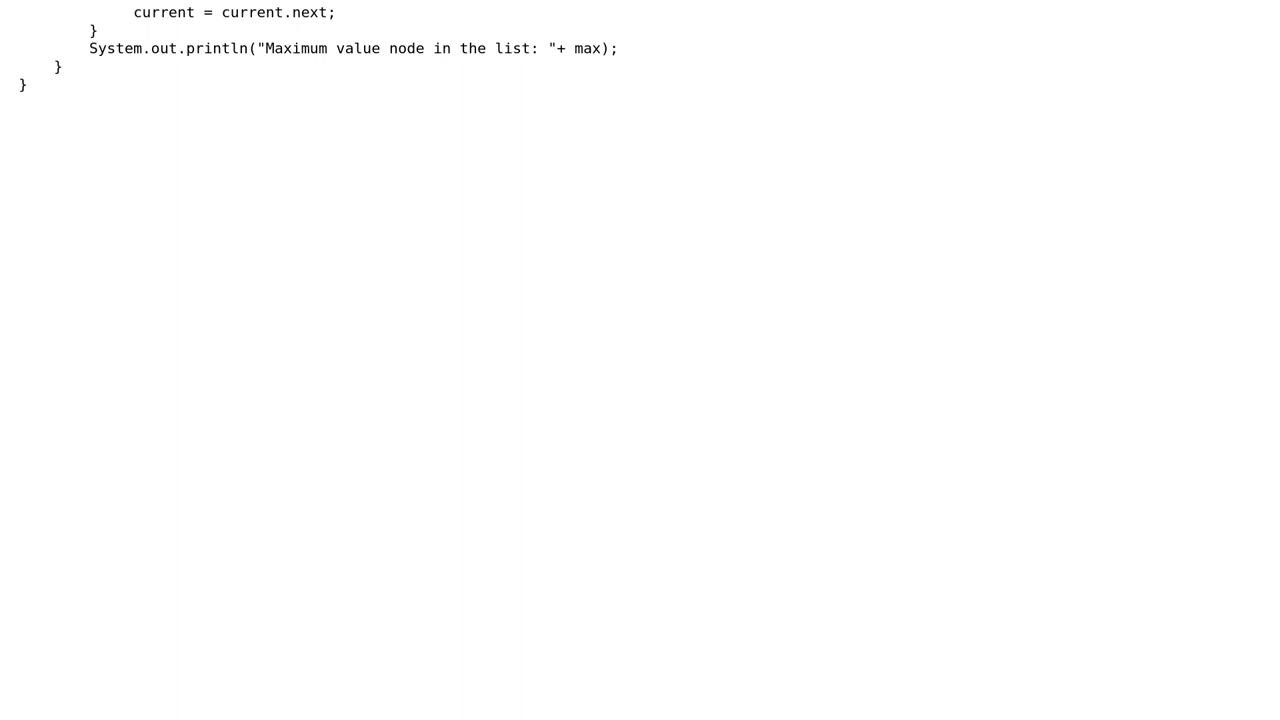 current = current.next;
}
System.out.println("Maximum value node in the list: "+ max);
}
}